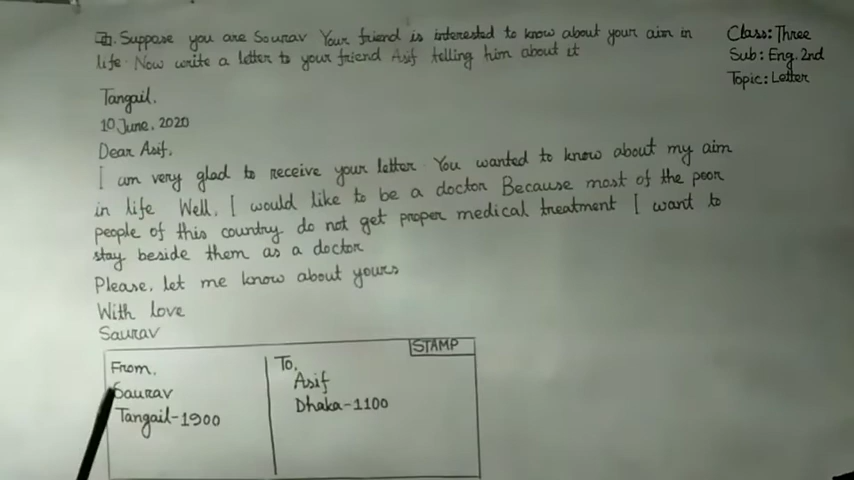 Suppose you are Sourav Your friend is interested to know about your aim in
life. Now write a letter to your friend Asif telling him about it
Class: Three
Sub: Eng. 2nd
Topic: Letter
Tangail,
10 June, 2020
Dear Asif,
I am very glad to receive your letter. You wanted to know about my aim
in life Well, I would like to be a doctor Because most of the poor
people of this country do not get proper medical treatment I want to
stay beside them as a doctor
Please, let me know about yours
With love
Saurav
From,
Saurav
Tangail-1900
STAMP
To,
Asif
Dhaka-1100